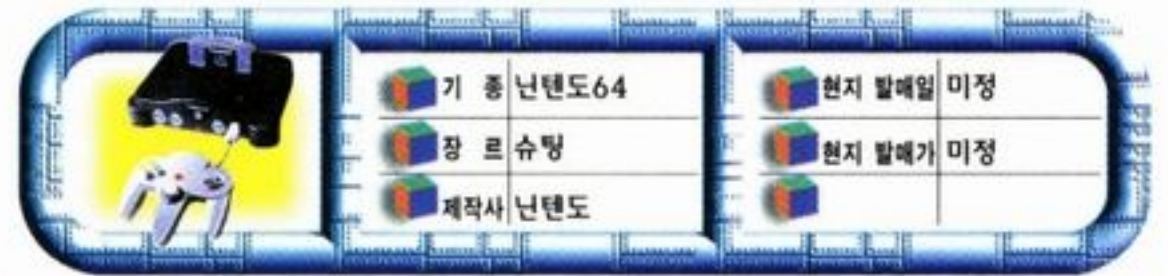 기 종 닌텐도64
장 르 슈팅
제작사 닌텐도
현지 발매일 미정
현지 발매가 미정